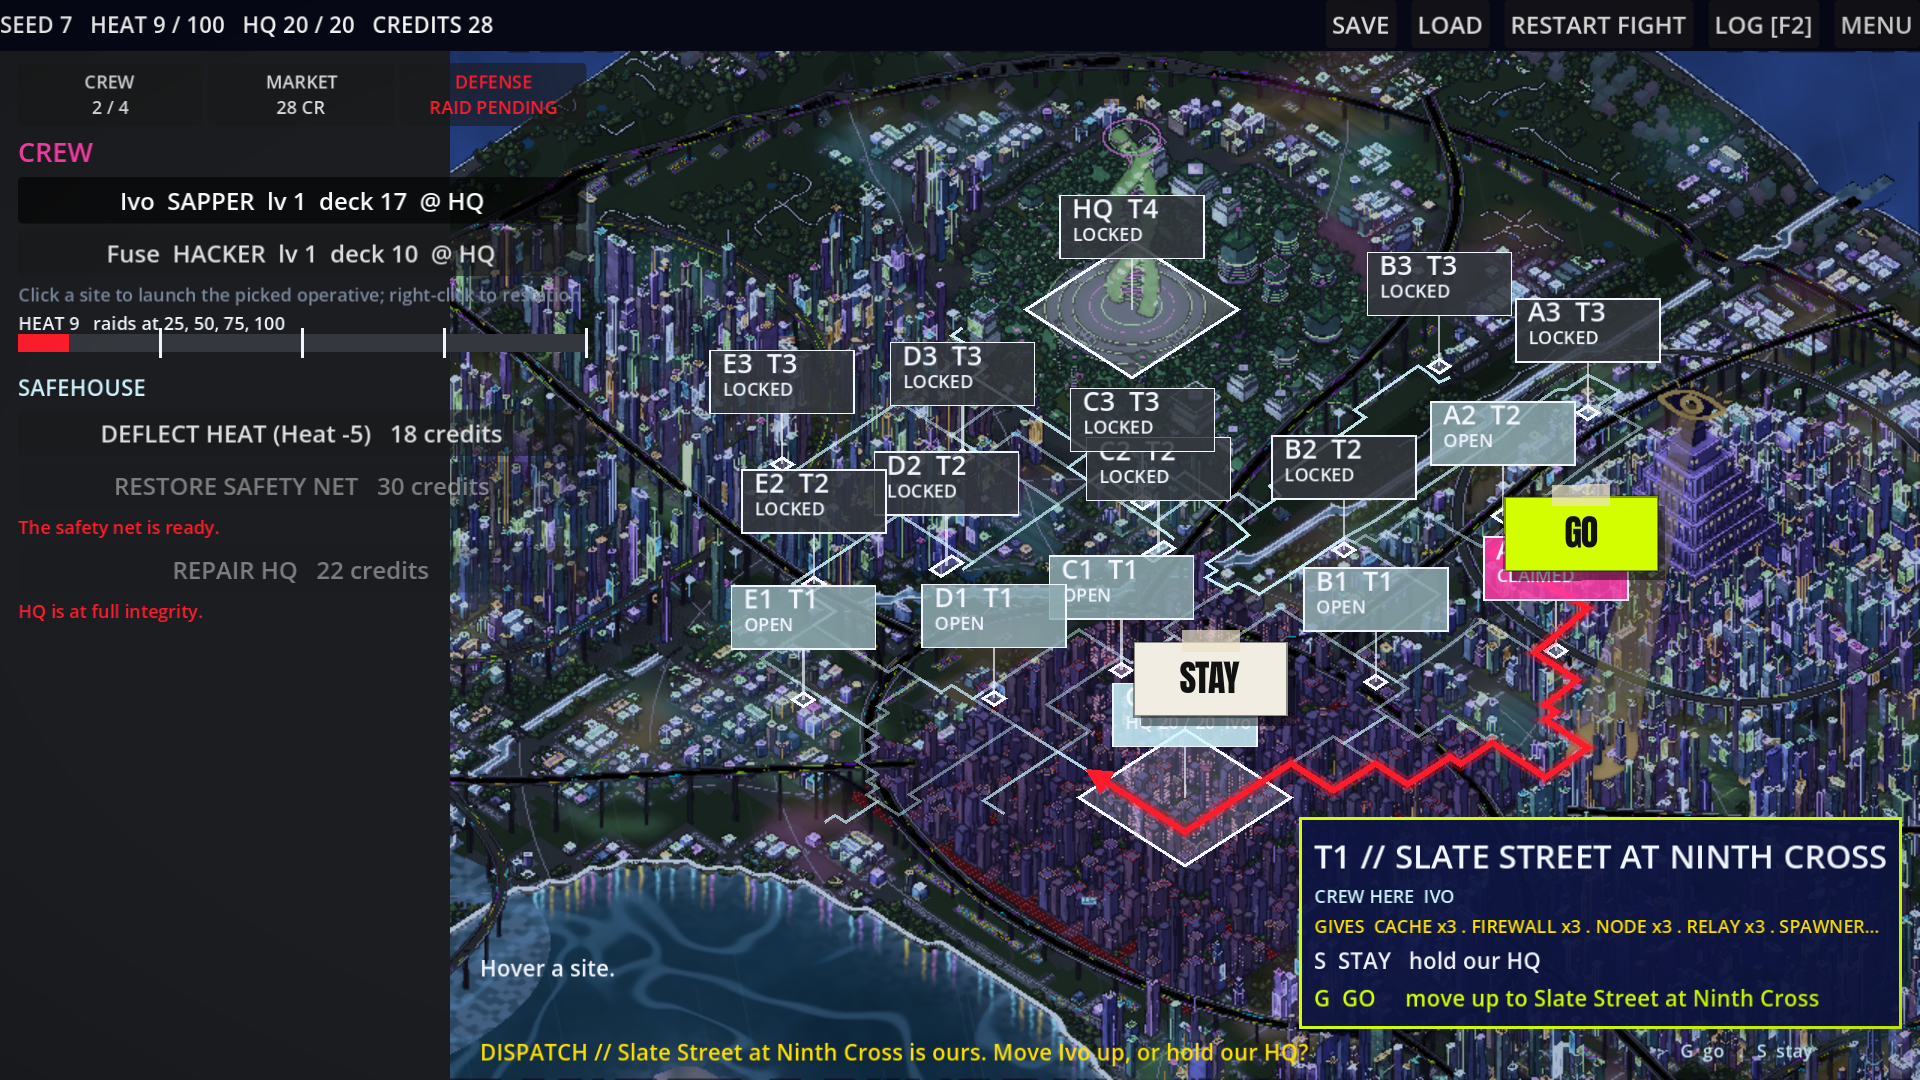 SEED 7 HEAT 9 / 100 HQ 20 / 20 CREDITS 28
SAVE LOAD RESTART FIGHT LOG [F2] MENU
CREW
2 / 4
MARKET
28 CR
DEFENSE
RAID PENDING
CREW
Ivo SAPPER lv 1 deck 17 @ HQ
Fuse HACKER lv 1 deck 10 @ HQ
Click a site to launch the picked operative; right-click to
HEAT 9 raids at 25, 50, 75, 100
SAFEHOUSE
DEFLECT HEAT (Heat -5) 18 credits
RESTORE SAFETY NET 30 credits
The safety net is ready.
REPAIR HQ 22 credits
HQ is at full integrity.
HQ T4
LOCKED
B3 T3
LOCKED
A3 T3
LOCKED
E3 T3
LOCKED
D3 T3
LOCKED
C3 T3
LOCKED
A2 T2
OPEN
C2 T2
LOCKED
B2 T2
LOCKED
D2 T2
LOCKED
E2 T2
LOCKED
GO
CLAIMED
C1 T1
OPEN
B1 T1
OPEN
E1 T1
OPEN
D1 T1
OPEN
STAY
HQ 20 / 20 Ivo
T1 // SLATE STREET AT NINTH CROSS
CREW HERE IVO
GIVES CACHE x3 . FIREWALL x3 . NODE x3 . RELAY x3 . SPAWNER...
S STAY hold our HQ
G GO move up to Slate Street at Ninth Cross
Hover a site.
DISPATCH // Slate Street at Ninth Cross is ours. Move Ivo up, or hold our HQ?
G go . S stay